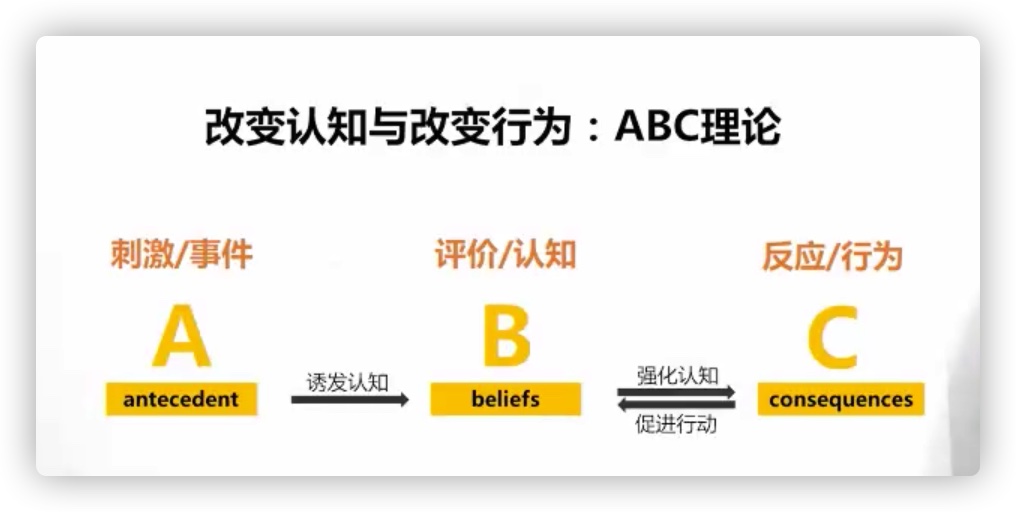 改变认知与改变行为：ABC理论
刺激/事件
评价/认知
反应/行为
A
B
C
antecedent
诱发认知
beliefs
强化认知
促进行动
consequences